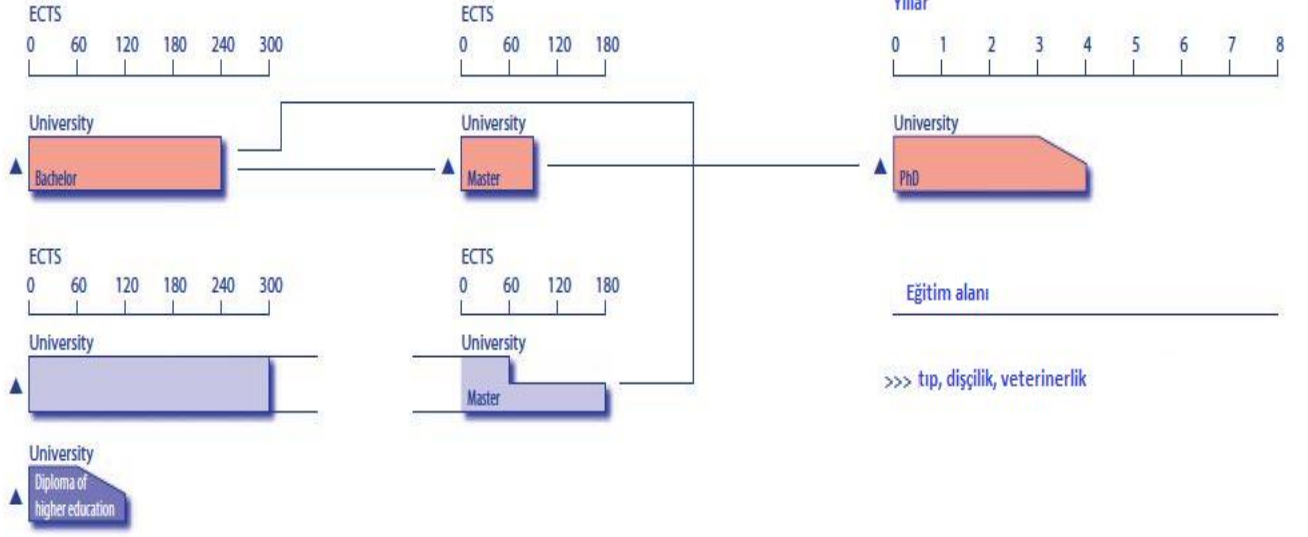 ECTS
0 60 120 180 240 300
ECTS
0 60 120 180
Yıllar
0 1 2 3 4 5 6 7 8
University
Bachelor
University
Master
University
PhD
ECTS
0 60 120 180 240 300
ECTS
0 60 120 180
Eğitim alanı
University
University
Master
>>> tıp, dişçilik, veterinerlik
University
Diploma of
higher education